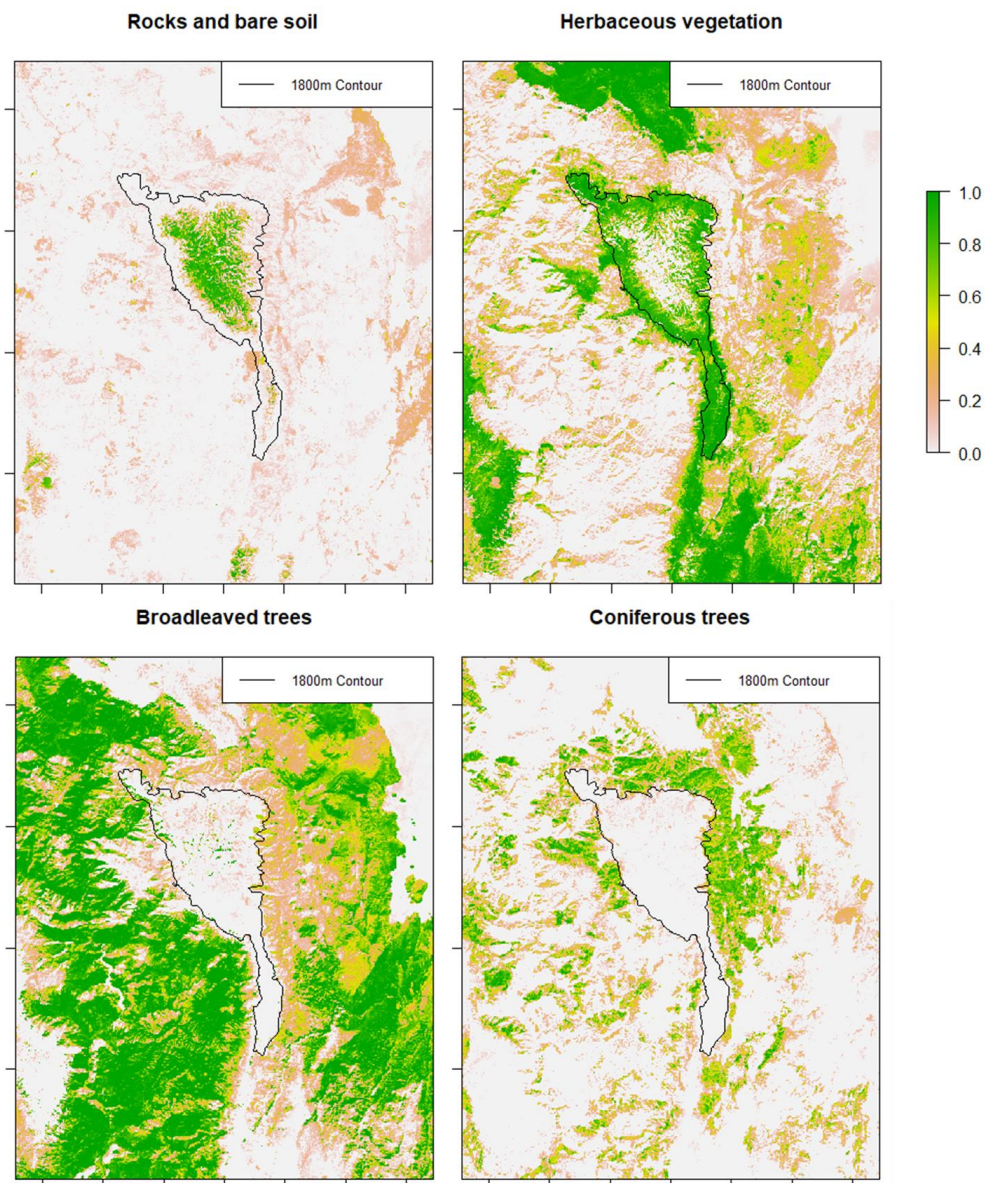 Rocks and bare soil
Herbaceous vegetation
1800m Contour
1800m Contour
1.0
0.8
0.6
0.4
0.2
0.0
Broadleaved trees
Coniferous trees
1800m Contour
1800m Contour